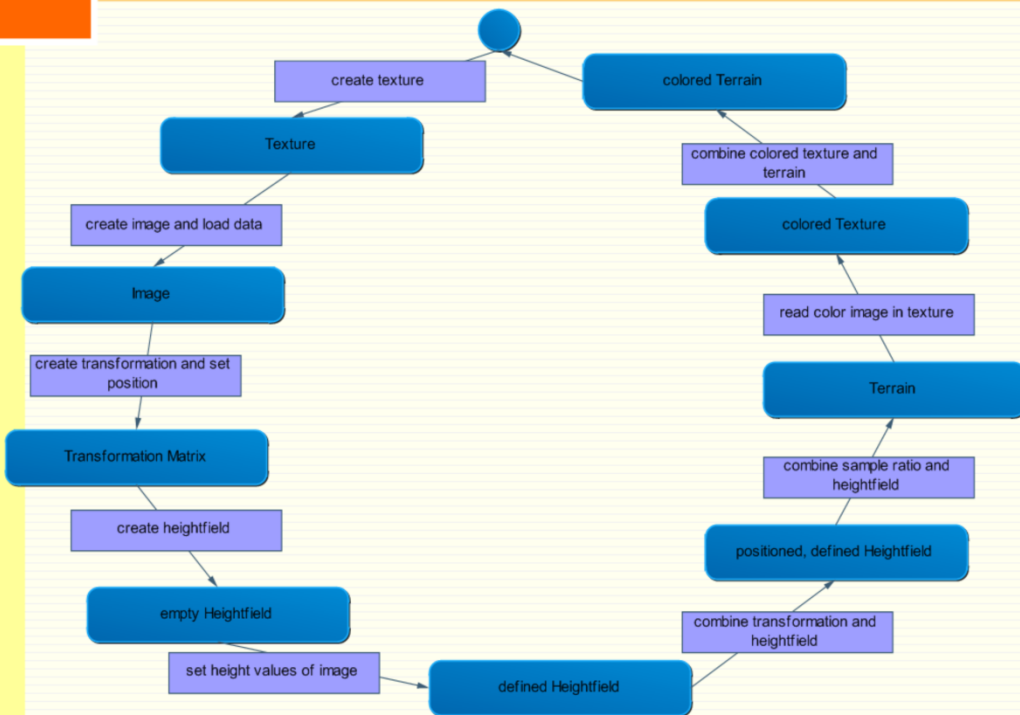 create texture
Texture
create image and load data
Image
create transformation and set
position
Transformation Matrix
create heightfield
empty Heightfield
set height values of image
defined Heightfield
combine transformation and
heightfield
positioned, defined Heightfield
combine sample ratio and
heightfield
Terrain
read color image in texture
colored Texture
combine colored texture and
terrain
colored Terrain